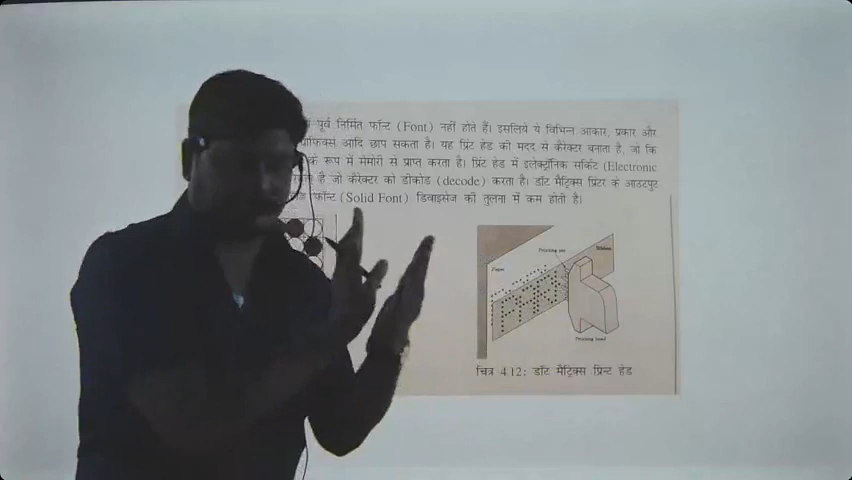 पूर्व निर्मित फॉन्ट (Font) नहीं होते हैं। इसलिये ये विभिन्न आकार, प्रकार और
ग्राफिक्स आदि छाप सकता है। यह प्रिंट हेड की मदद से कैरेक्टर बनाता है, जो कि
के रूप में मेमोरी से प्राप्त करता है। प्रिंट हेड में इलेक्ट्रॉनिक सर्किट (Electronic
है जो कैरेक्टर को डीकोड (decode) करता है। डॉट मैट्रिक्स प्रिंटर के आउटपुट
फॉन्ट (Solid Font) डिवाइसेज की तुलना में कम होती है।
Paper
Printing pin
Ribbon
Printing head
चित्र 4.12: डॉट मैट्रिक्स प्रिन्ट हेड